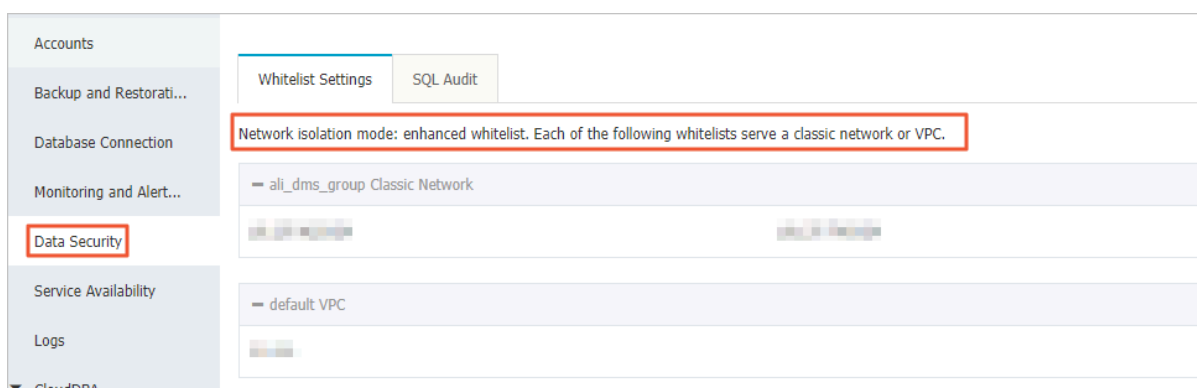 Accounts
Backup and Restorati...
Database Connection
Monitoring and Alert...
Data Security
Service Availability
Logs
CloudDBA
Whitelist Settings
SQL Audit
Network isolation mode: enhanced whitelist. Each of the following whitelists serve a classic network or VPC.
ali_dms_group Classic Network
default VPC